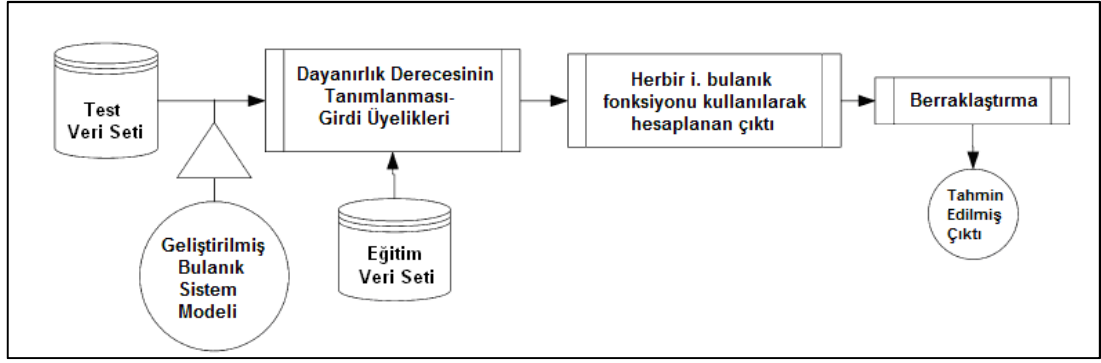 Test
Veri Seti
Dayanırlık Derecesinin
Tanımlanması-
Girdi Üyelikleri
Herbir i. bulanık
fonksiyonu kullanılarak
hesaplanan çıktı
Berraklaştırma
Tahmin
Edilmiş
Çıktı
Geliştirilmiş
Bulanık
Sistem
Modeli
Eğitim
Veri Seti